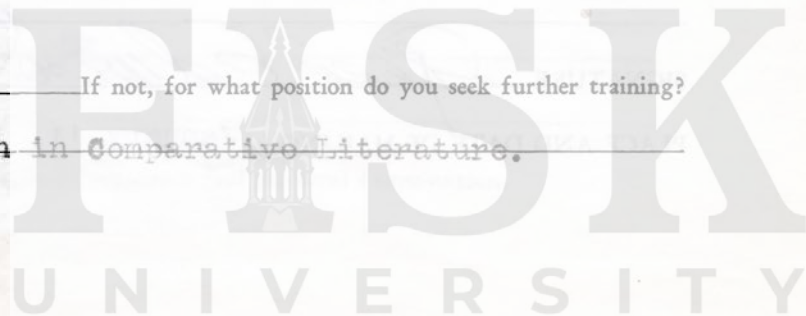 If not, for what position do you seek further training?
in Comparative Literature.
FISK
UNIVERSITY